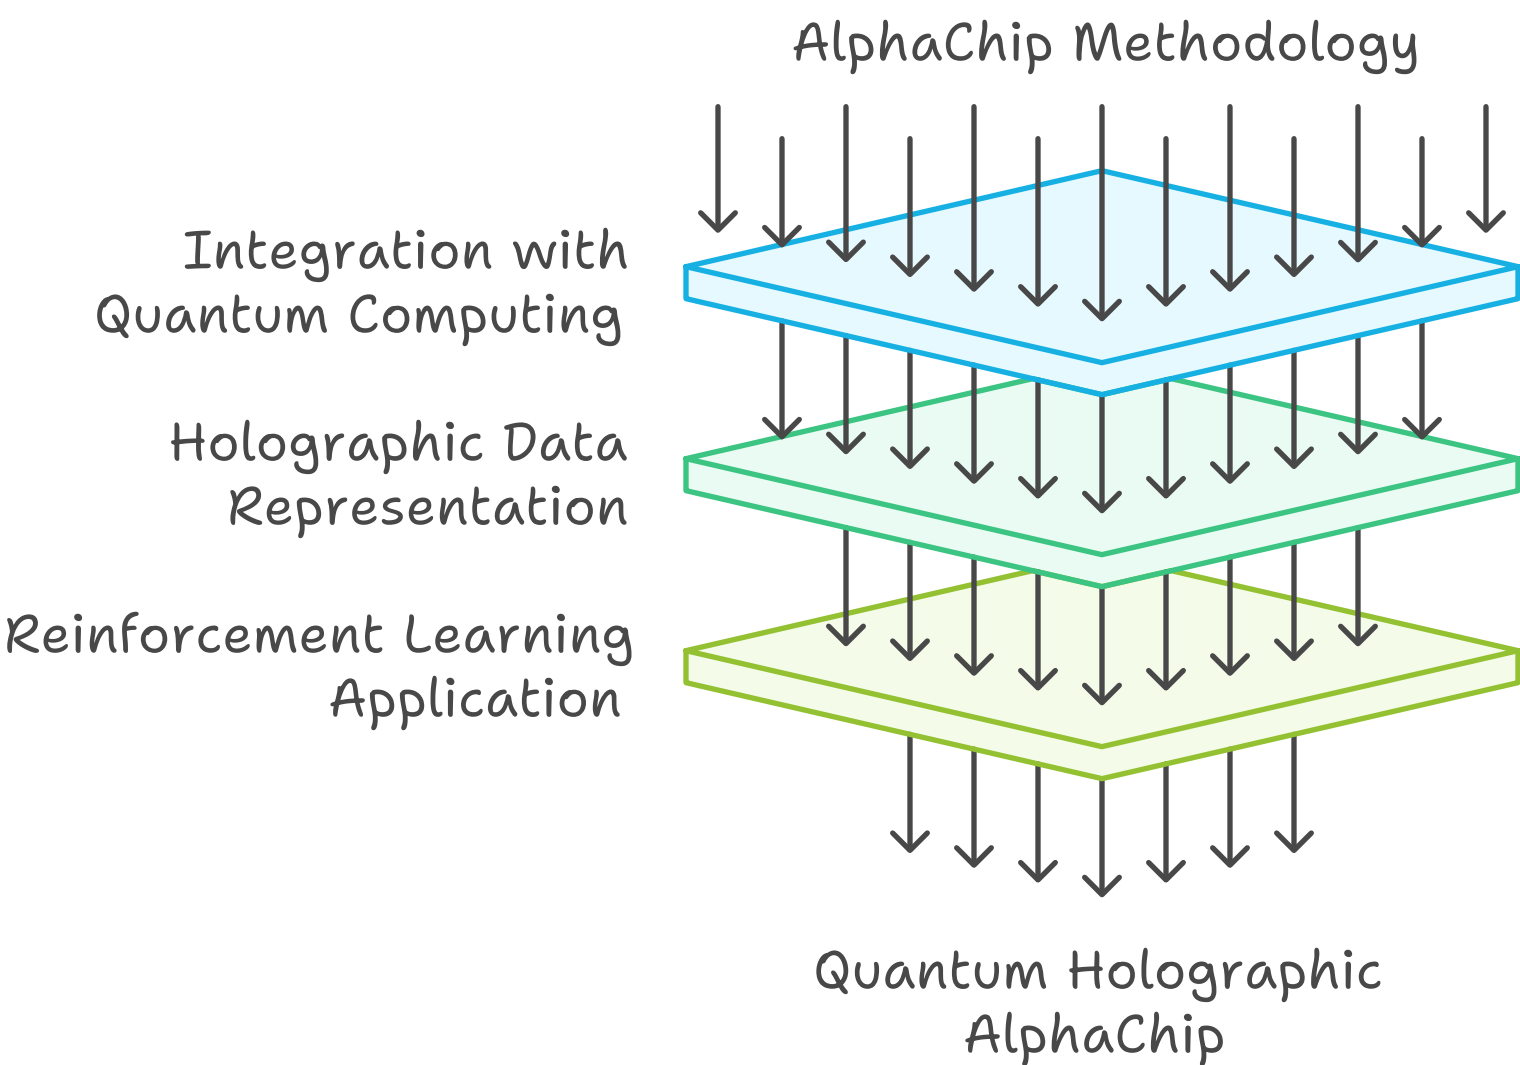 AlphaChip Methodology
Integration with
Quantum Computing
Holographic Data
Representation
Reinforcement Learning
Application
Quantum Holographic
AlphaChip